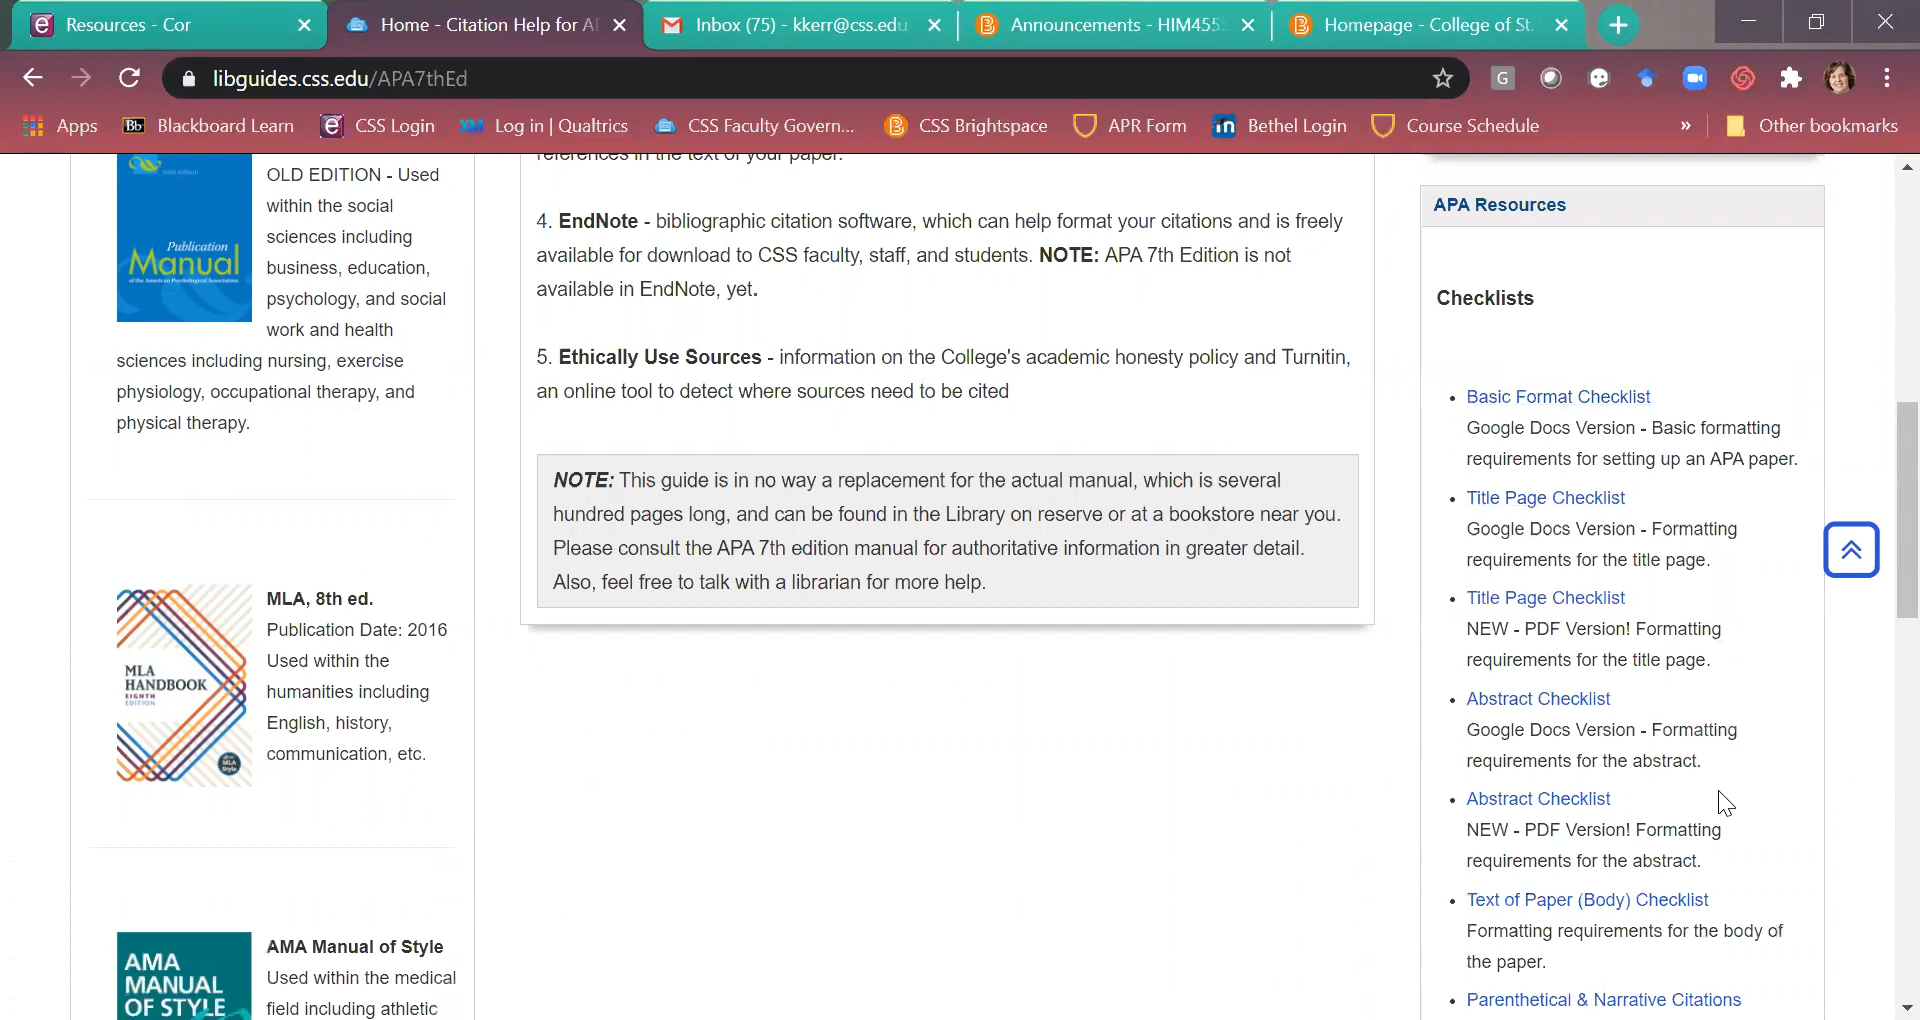 Resources - Cor
Home - Citation Help for A
Inbox (75) - kkerr@css.edu
Announcements - HIM455
Homepage - College of St.
libguides.css.edu/APA7thEd
G
Apps
Bb Blackboard Learn
CSS Login
Log in | Qualtrics
CSS Faculty Govern...
CSS Brightspace
APR Form
Bethel Login
Course Schedule
»
Other bookmarks
Publication
Manual
of the American Psychological Association
OLD EDITION - Used
within the social
sciences including
business, education,
psychology, and social
work and health
sciences including nursing, exercise
physiology, occupational therapy, and
physical therapy.
MLA
HANDBOOK
EIGHTH
EDITION
MLA, 8th ed.
Publication Date: 2016
Used within the
humanities including
English, history,
communication, etc.
AMA
MANUAL
OF STYLE
AMA Manual of Style
Used within the medical
field including athletic
references in the text of your paper.
4. EndNote - bibliographic citation software, which can help format your citations and is freely
available for download to CSS faculty, staff, and students. NOTE: APA 7th Edition is not
available in EndNote, yet.
5. Ethically Use Sources - information on the College's academic honesty policy and Turnitin,
an online tool to detect where sources need to be cited
NOTE: This guide is in no way a replacement for the actual manual, which is several
hundred pages long, and can be found in the Library on reserve or at a bookstore near you.
Please consult the APA 7th edition manual for authoritative information in greater detail.
Also, feel free to talk with a librarian for more help.
APA Resources
Checklists
• Basic Format Checklist
Google Docs Version - Basic formatting
requirements for setting up an APA paper.
• Title Page Checklist
Google Docs Version - Formatting
requirements for the title page.
• Title Page Checklist
NEW - PDF Version! Formatting
requirements for the title page.
• Abstract Checklist
Google Docs Version - Formatting
requirements for the abstract.
• Abstract Checklist
NEW - PDF Version! Formatting
requirements for the abstract.
• Text of Paper (Body) Checklist
Formatting requirements for the body of
the paper.
• Parenthetical & Narrative Citations